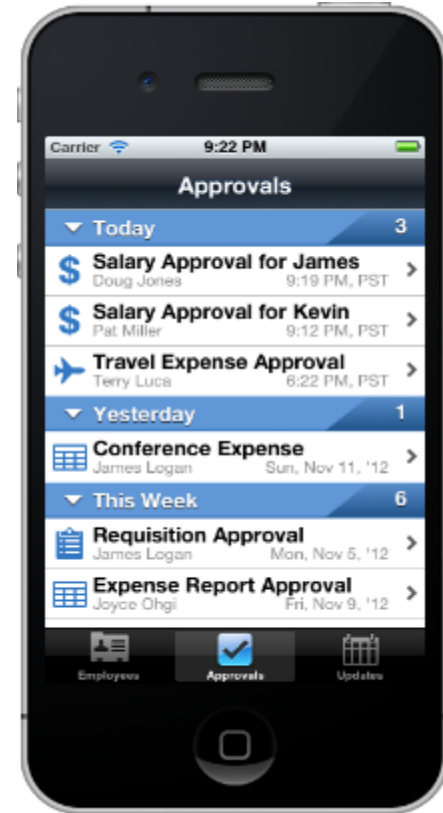 Carrier 9:22 PM
Approvals
Today 3
Salary Approval for James
Doug Jones 9:19 PM, PST
Salary Approval for Kevin
Pat Miller 9:12 PM, PST
Travel Expense Approval
Terry Luca 6:22 PM, PST
Yesterday 1
Conference Expense
James Logan Sun, Nov 11, '12
This Week 6
Requisition Approval
James Logan Mon, Nov 5, '12
Expense Report Approval
Joyce Ohgi Fri, Nov 9, '12
Employees Approvals Updates